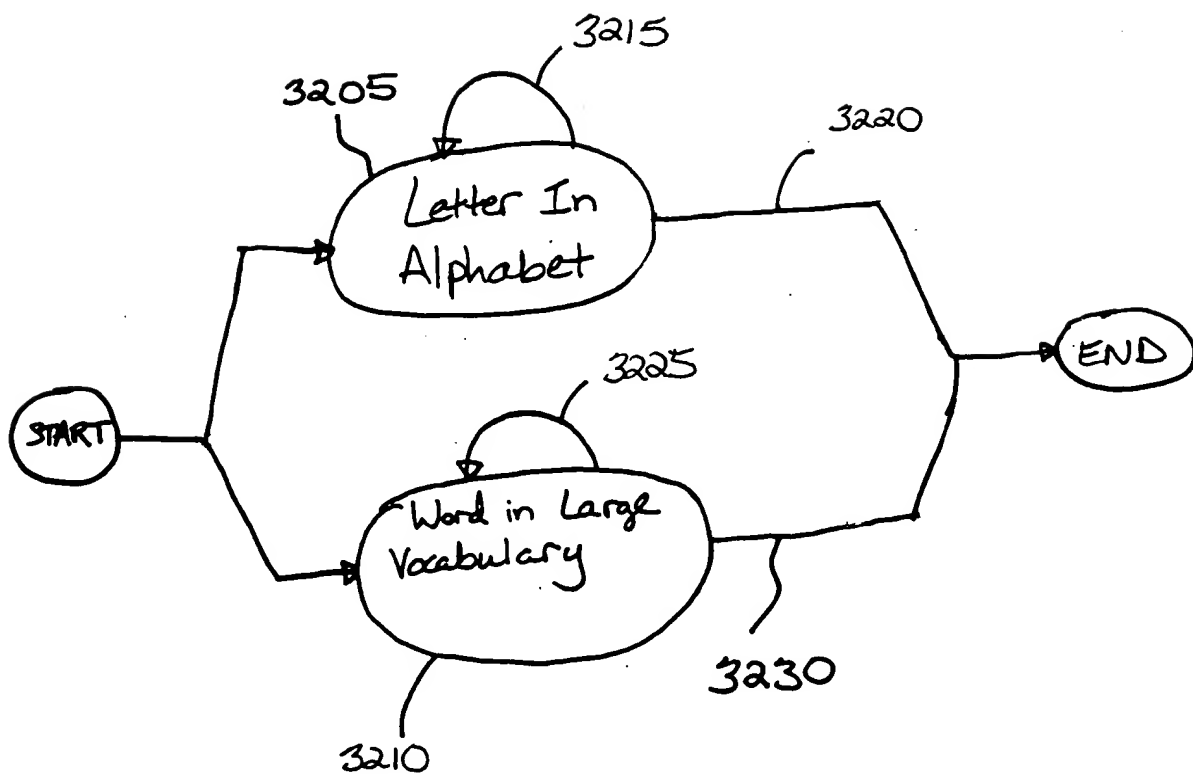 3215
3205
3220
Letter In
Alphabet
END
3225
START
Word in Large
Vocabulary
3230
3210